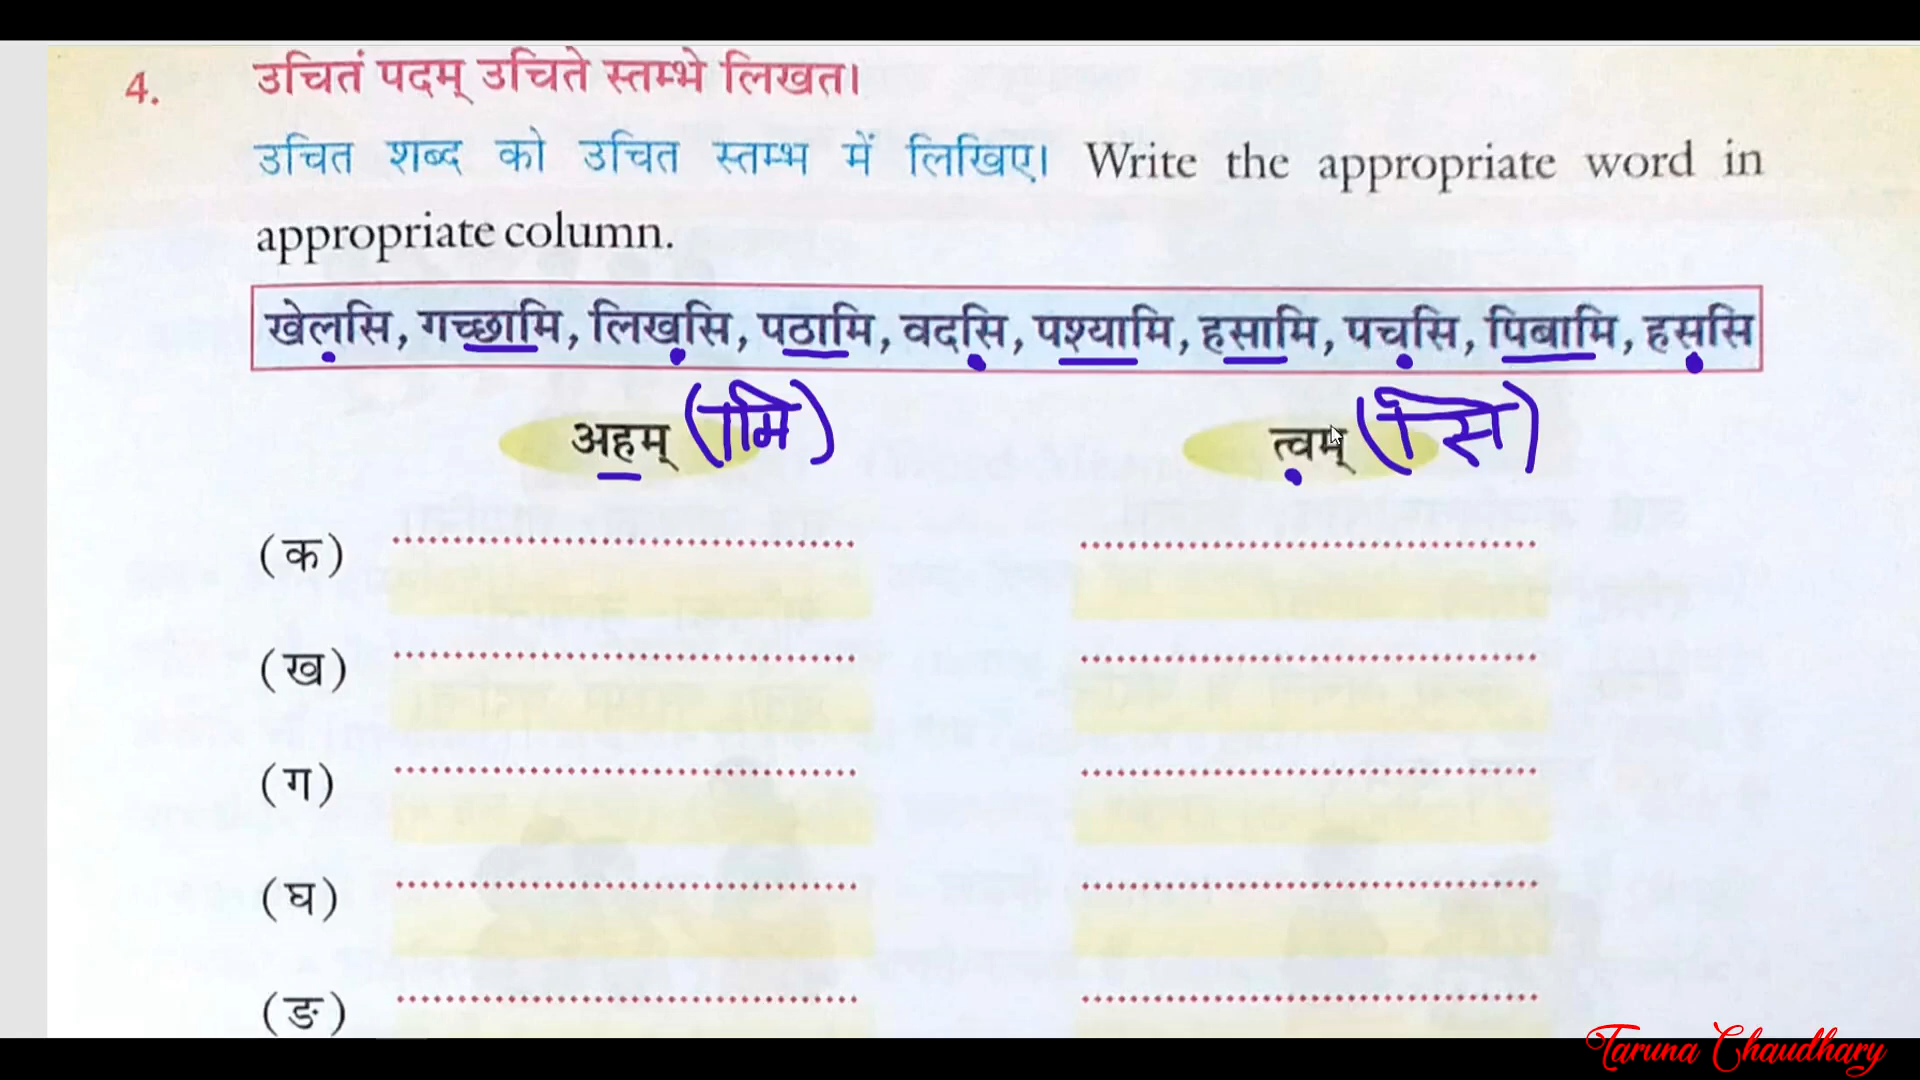 4. उचितं पदम् उचिते स्तम्भे लिखत।
उचित शब्द को उचित स्तम्भ में लिखिए। Write the appropriate word in
appropriate column.
खेलसि, गच्छामि, लिखसि, पठामि, वदसि, पश्यामि, हसामि, पचसि, पिबामि, हससि
अहम् (ामि) त्वम् (सि)
(क)
(ख)
(ग)
(घ)
(ङ)
Taruna Chaudhary